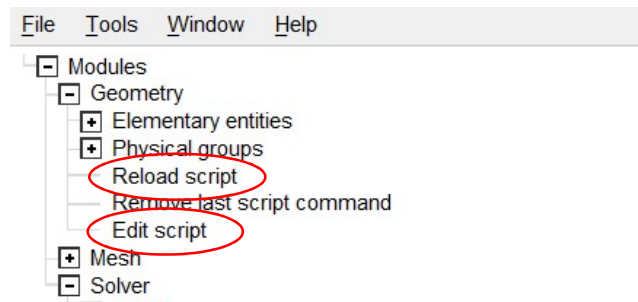 File Tools Window Help
Modules
Geometry
Elementary entities
Physical groups
Reload script
Remove last script command
Edit script
Mesh
Solver